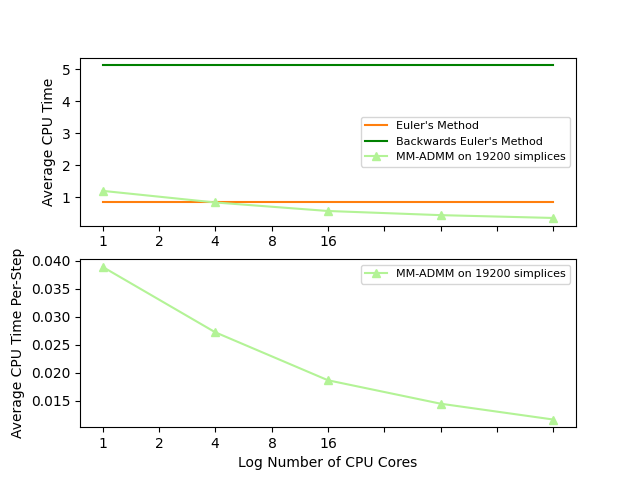 5
4
3
2
1
Average CPU Time
Euler's Method
Backwards Euler's Method
MM-ADMM on 19200 simplices
1 2 4 8 16
0.040
0.035
0.030
0.025
0.020
0.015
Average CPU Time Per-Step
MM-ADMM on 19200 simplices
1 2 4 8 16
Log Number of CPU Cores